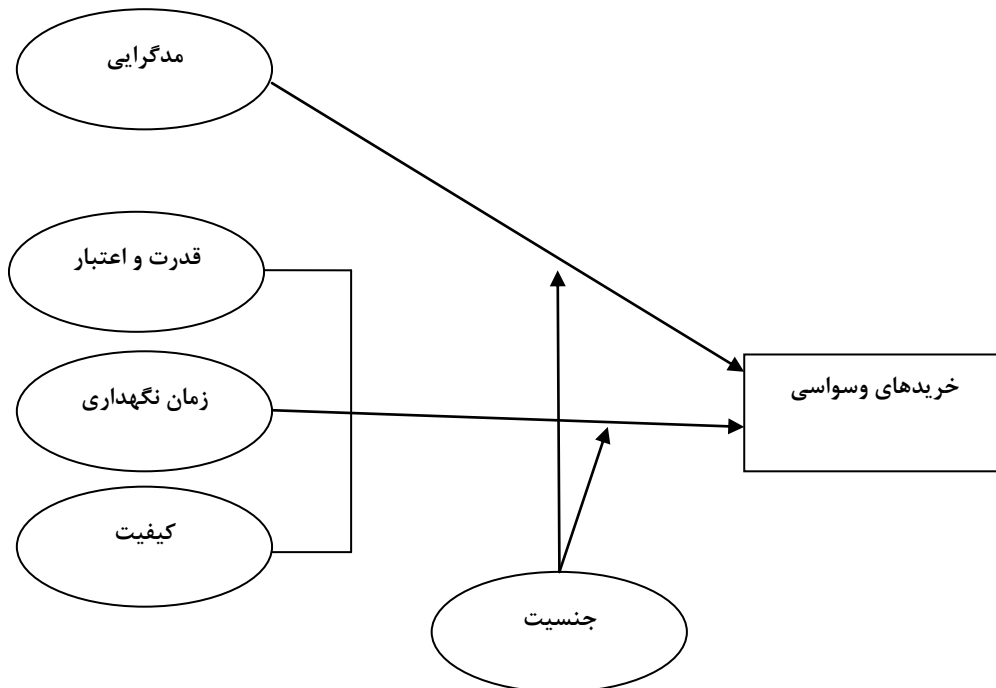 مدگرایی
قدرت و اعتبار
زمان نگهداری
خریدهای وسواسی
کیفیت
جنسیت